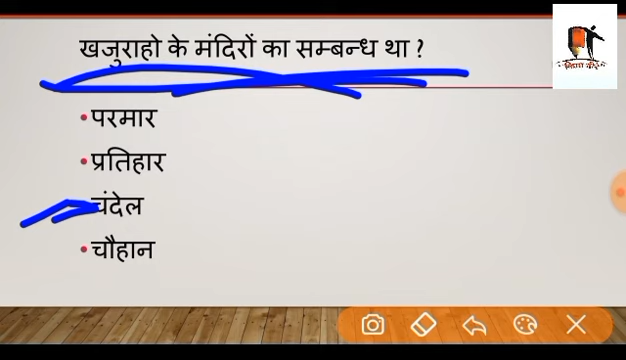 खजुराहो के मंदिरों का सम्बन्ध था ?
•परमार
•प्रतिहार
•चंदेल
•चौहान